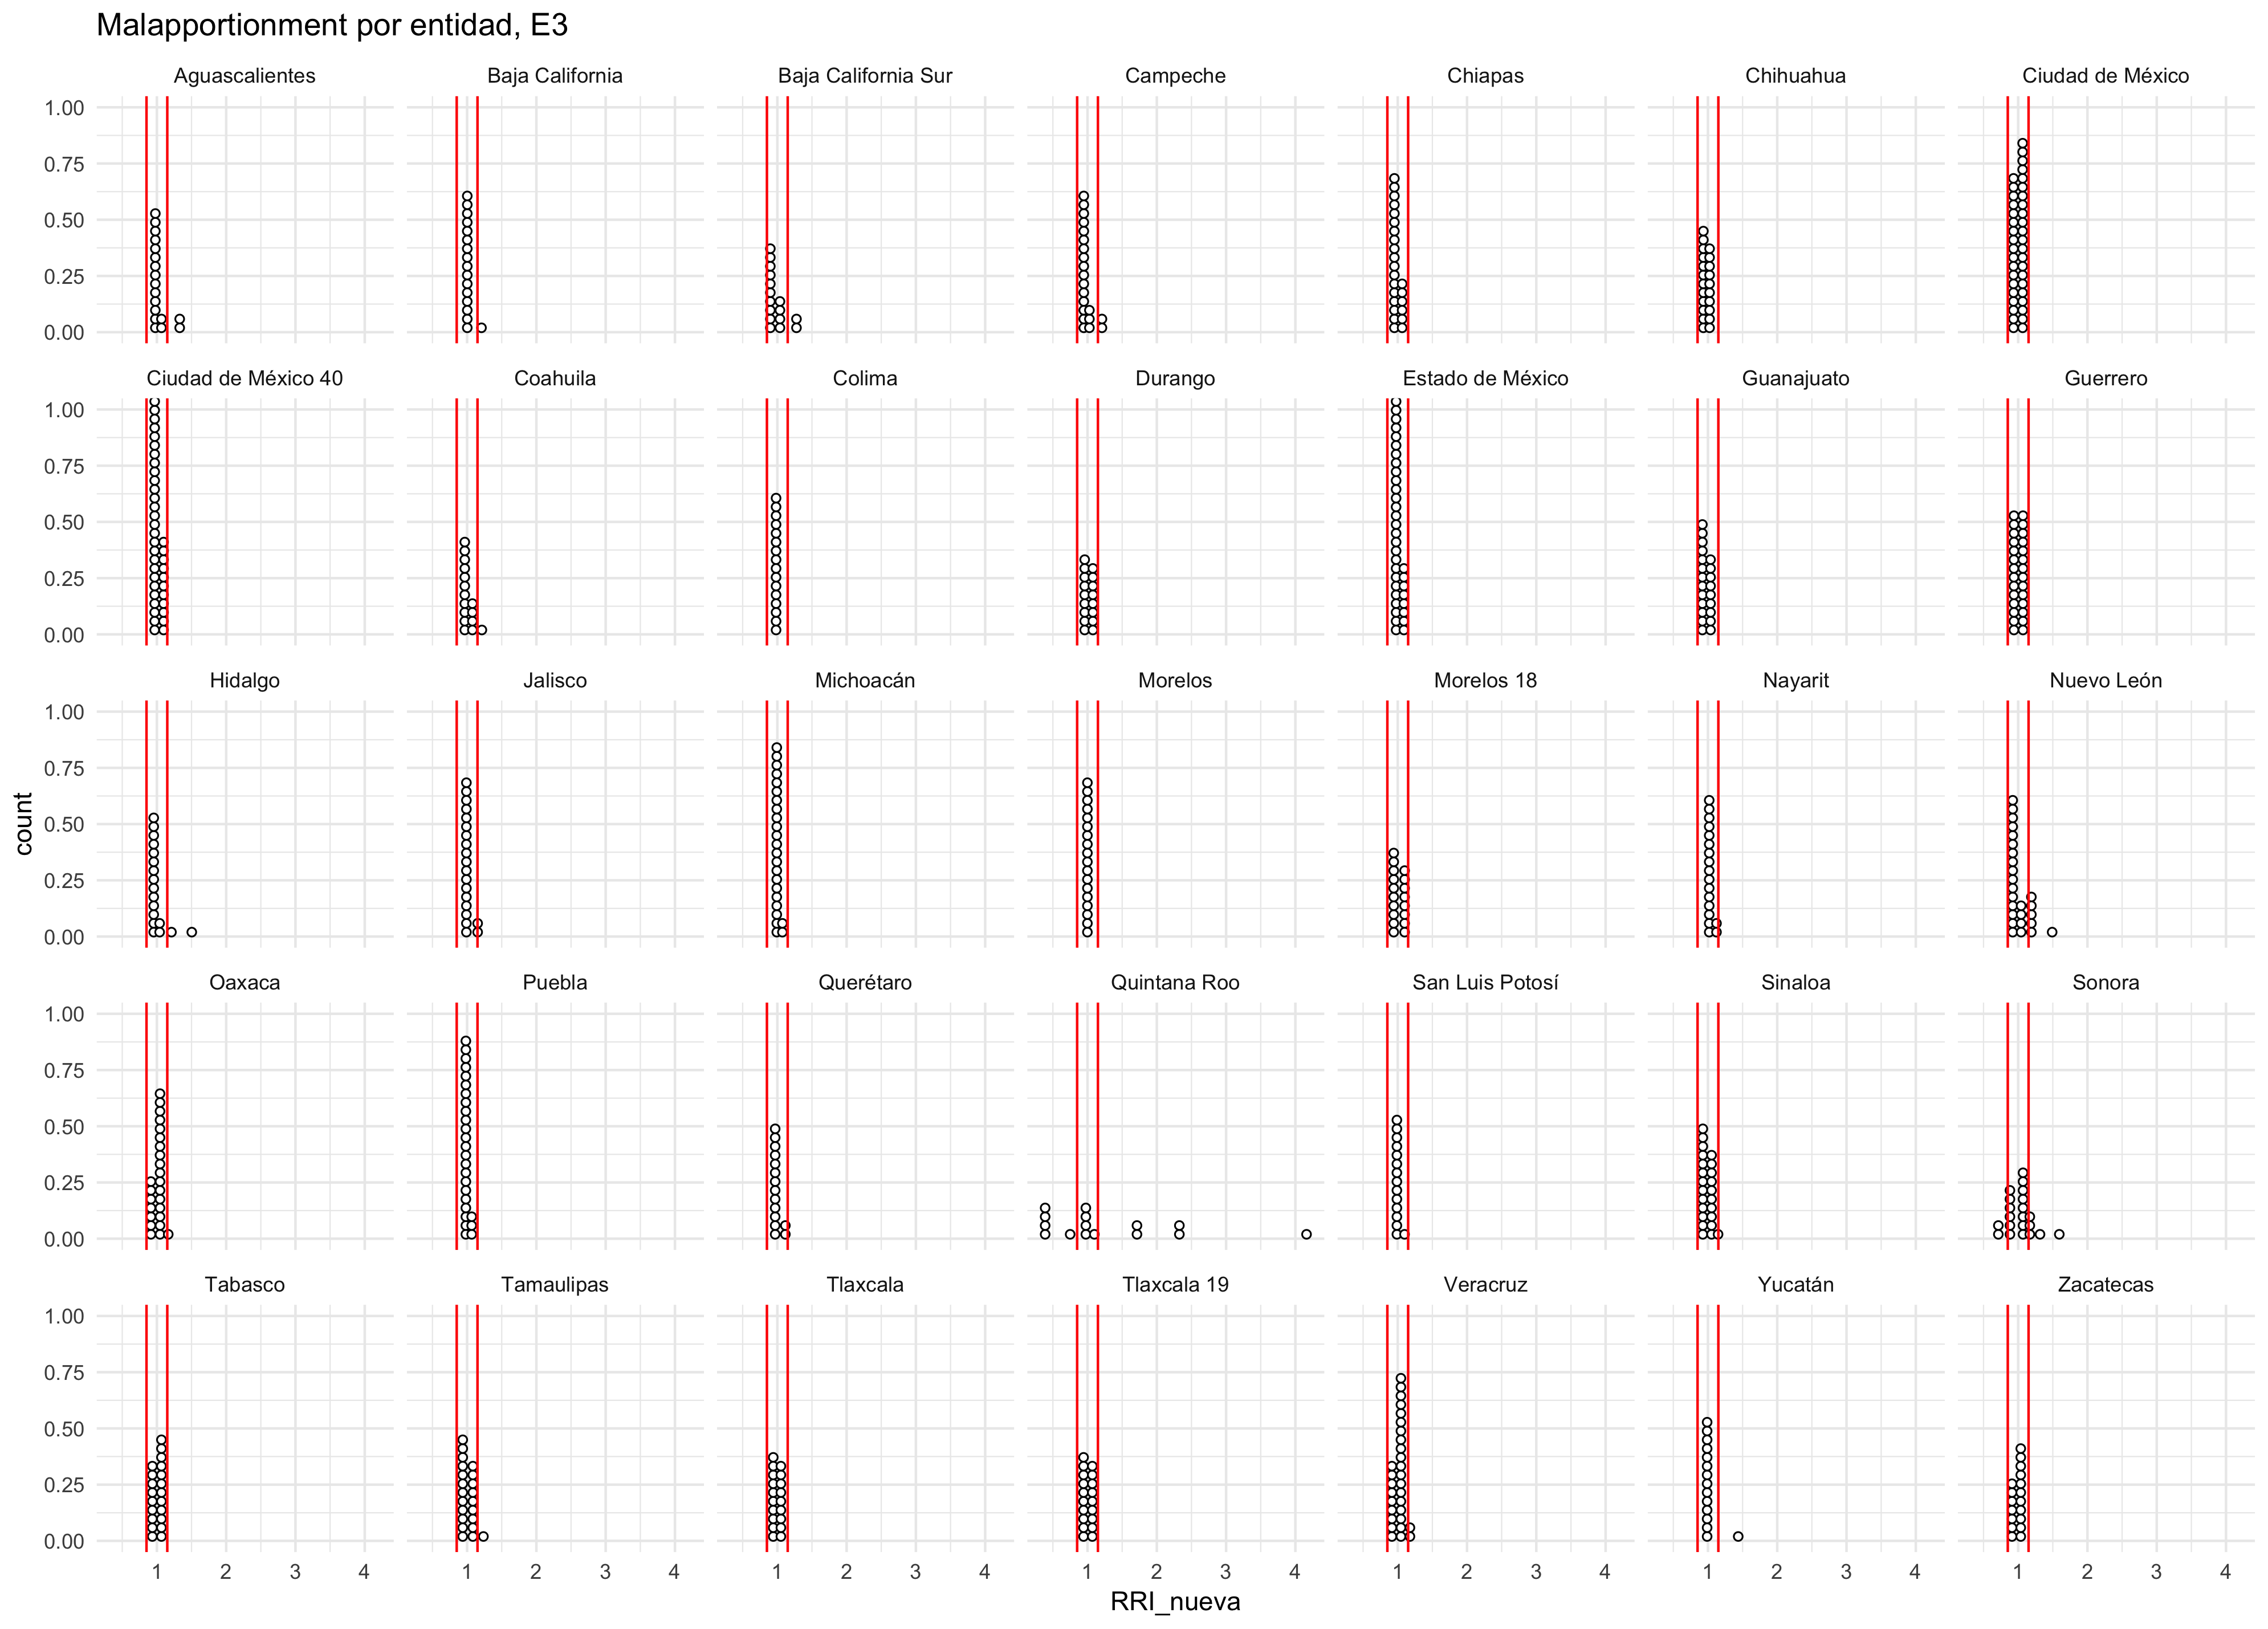 Malapportionment por entidad, E3
Aguascalientes Baja California Baja California Sur Campeche Chiapas Chihuahua Ciudad de México
1.00
0.75
0.50
0.25
0.00
Ciudad de México 40 Coahuila Colima Durango Estado de México Guanajuato Guerrero
1.00
0.75
0.50
0.25
0.00
Hidalgo Jalisco Michoacán Morelos Morelos 18 Nayarit Nuevo León
1.00
0.75
count
0.50
0.25
0.00
Oaxaca Puebla Querétaro Quintana Roo San Luis Potosí Sinaloa Sonora
1.00
0.75
0.50
0.25
0.00
Tabasco Tamaulipas Tlaxcala Tlaxcala 19 Veracruz Yucatán Zacatecas
1.00
0.75
0.50
0.25
0.00
1 2 3 4 1 2 3 4 1 2 3 4 1 2 3 4 1 2 3 4 1 2 3 4 1 2 3 4
RRI_nueva